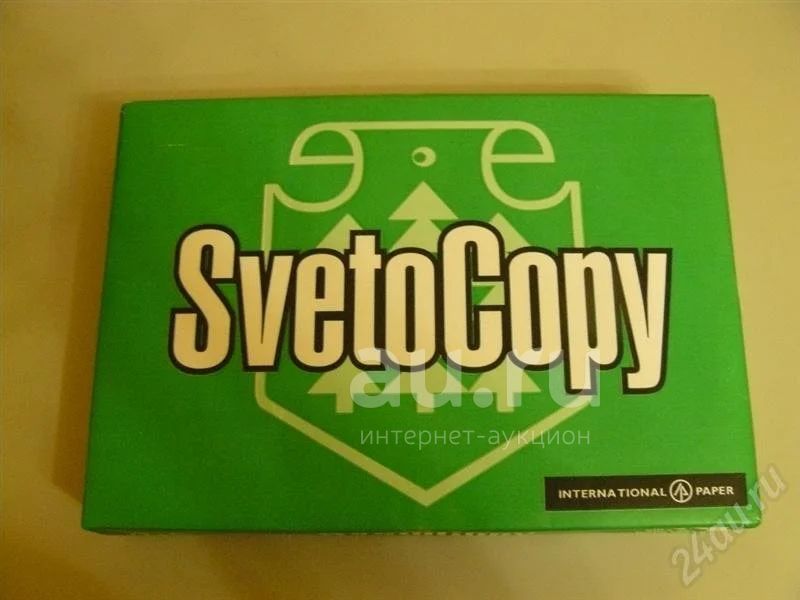 SvetoCopy
au.ru
интернет-аукцион
INTERNATIONAL PAPER
24au.ru